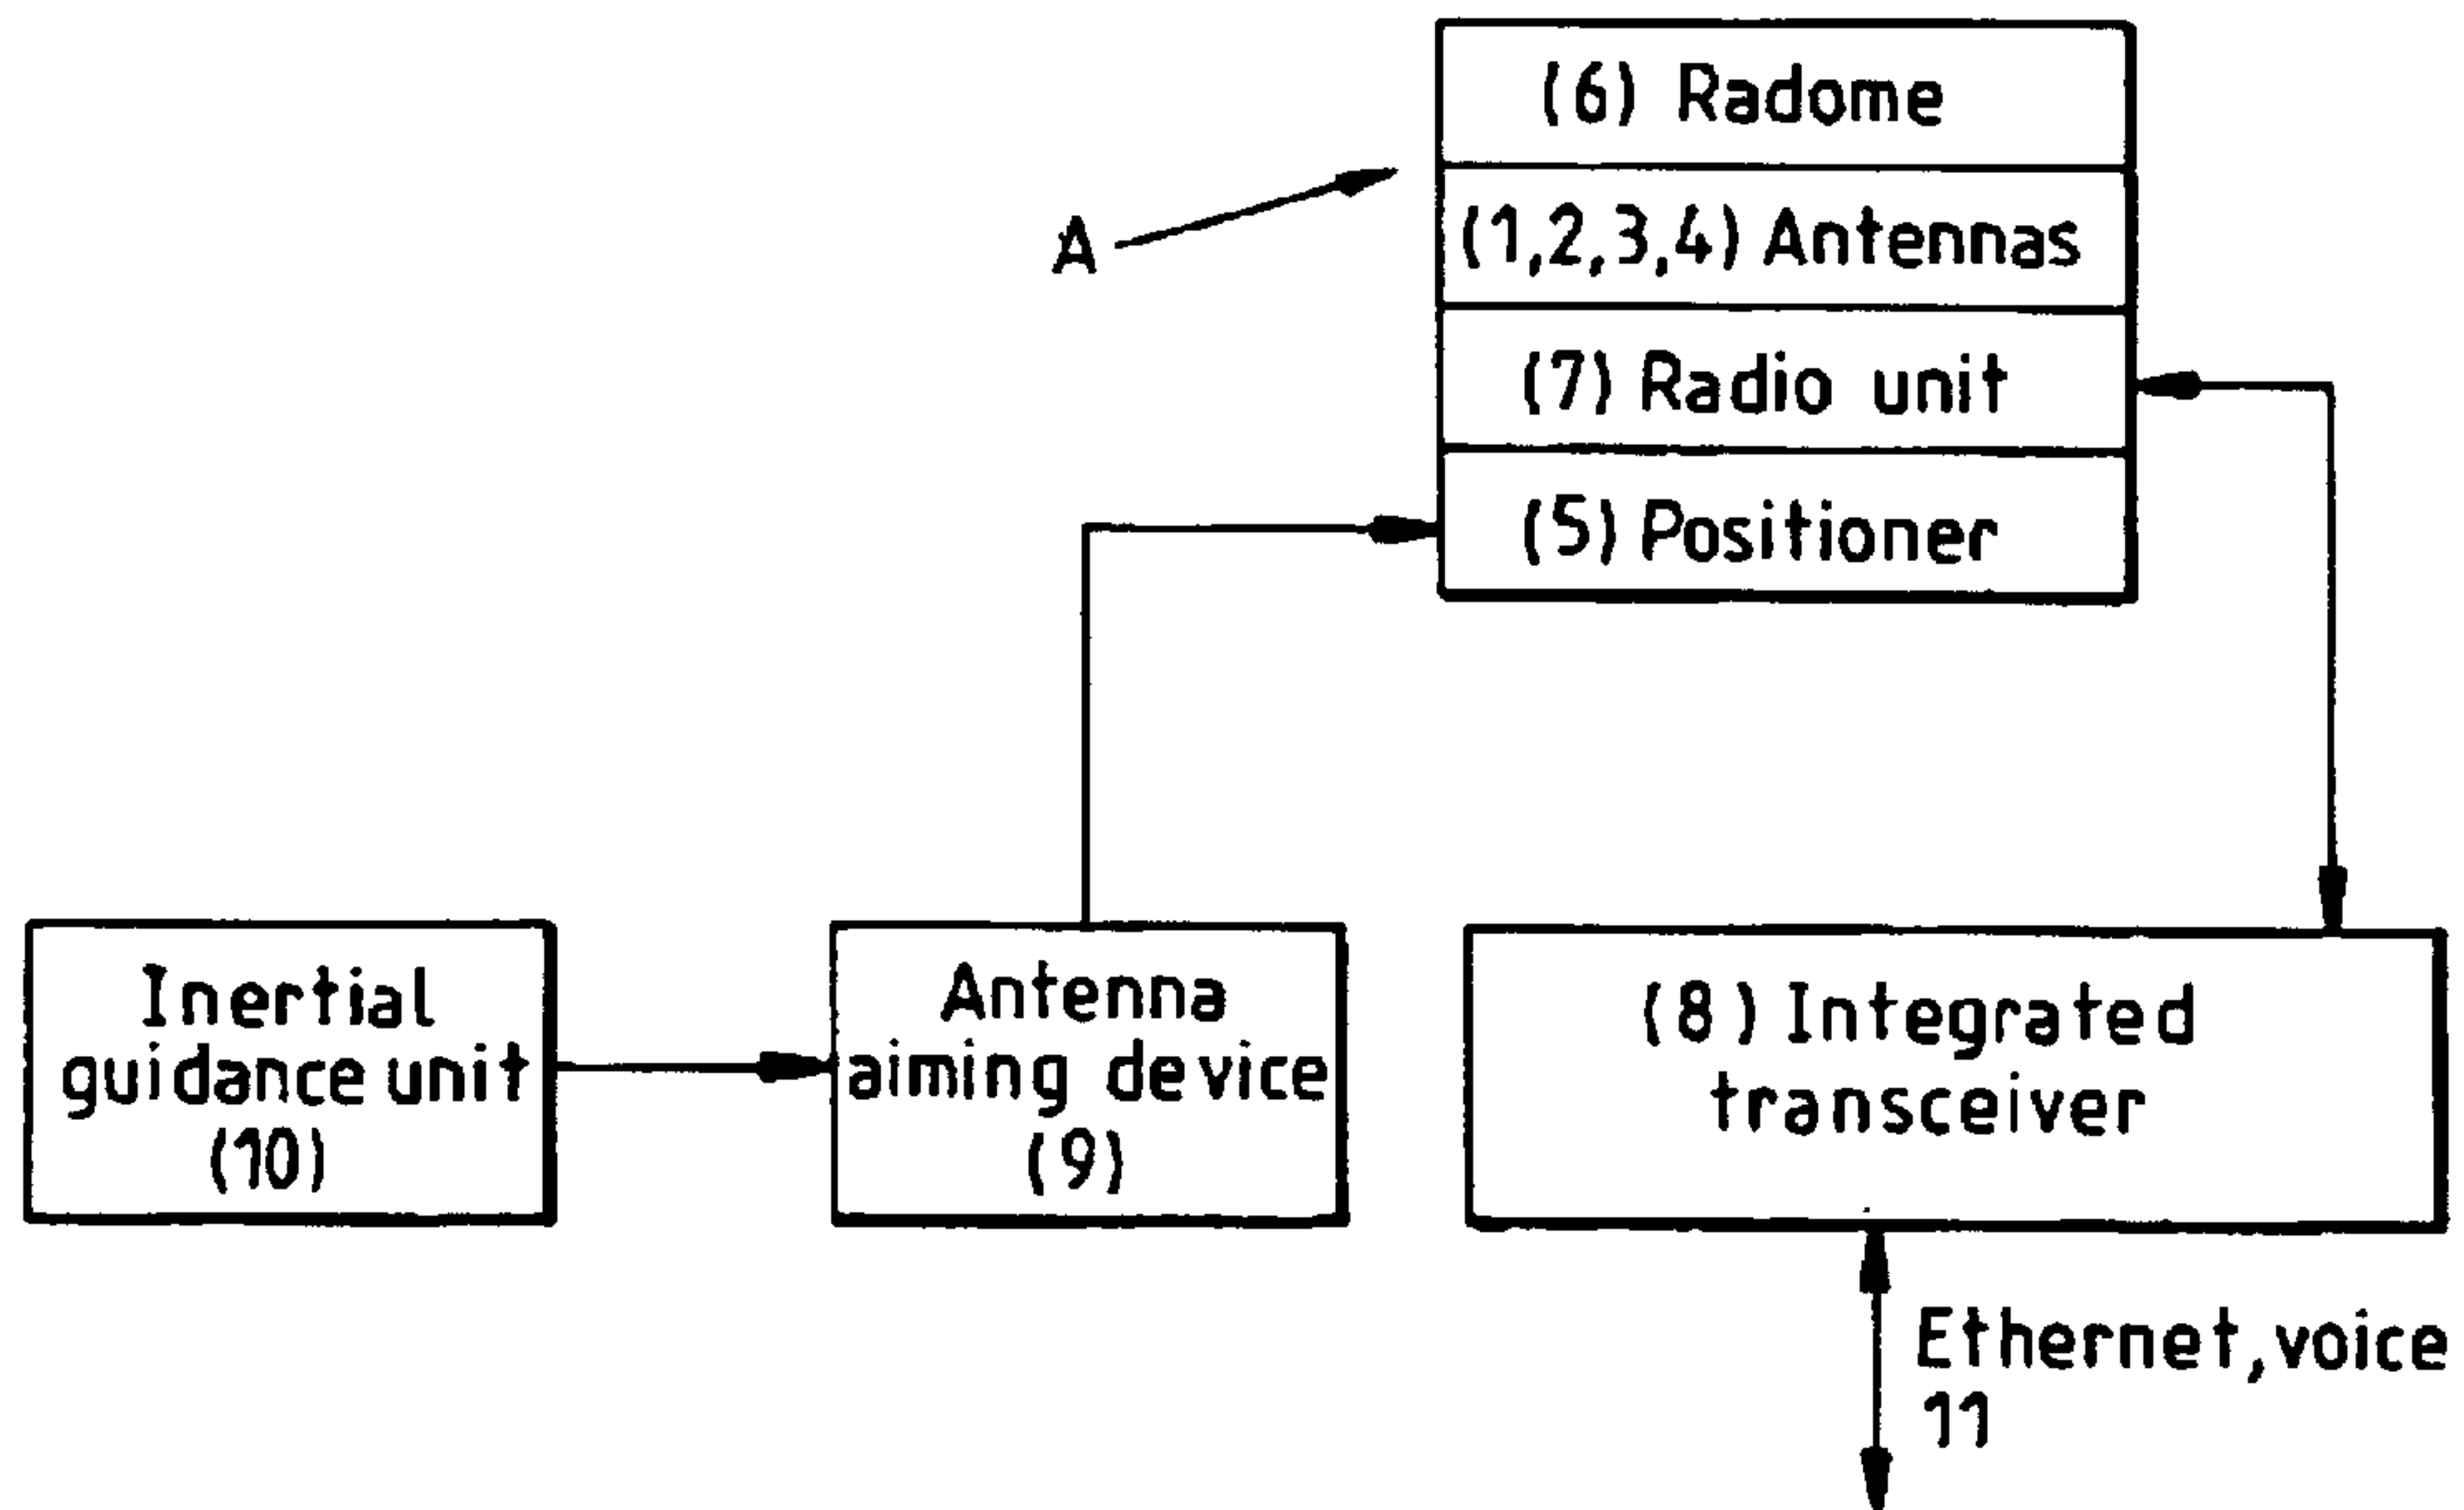 (6) Radome
A
(1,2,3,4) Antennas
(7) Radio unit
(5) Positioner
Inertial
guidance unit
(10)
Antenna
aiming device
(9)
(8) Integrated
transceiver
Ethernet,voice
11